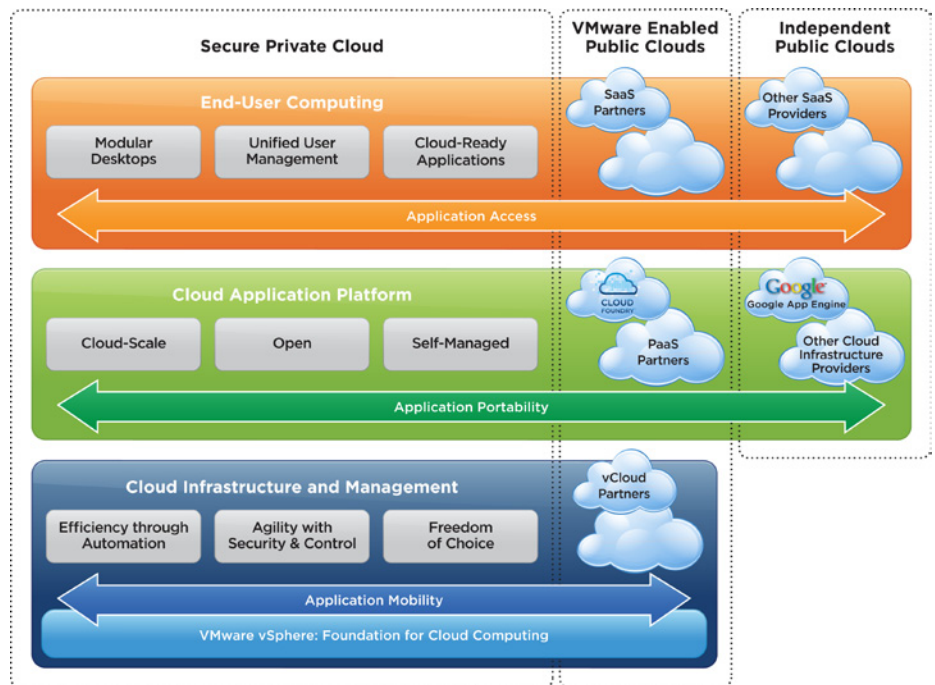 Secure Private Cloud
VMware Enabled
Public Clouds
Independent
Public Clouds
End-User Computing
SaaS
Partners
Other SaaS
Providers
Modular
Desktops
Unified User
Management
Cloud-Ready
Applications
Application Access
Cloud Application Platform
CLOUD
FOUNDRY
Google
Google App Engine
Cloud-Scale
Open
Self-Managed
PaaS
Partners
Other Cloud
Infrastructure
Providers
Application Portability
Cloud Infrastructure and Management
vCloud
Partners
Efficiency through
Automation
Agility with
Security & Control
Freedom
of Choice
Application Mobility
VMware vSphere: Foundation for Cloud Computing